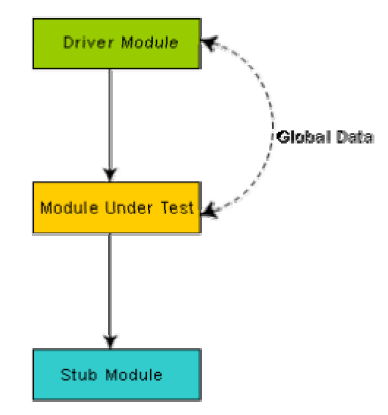 Driver Module
Global Data
Module Under Test
Stub Module